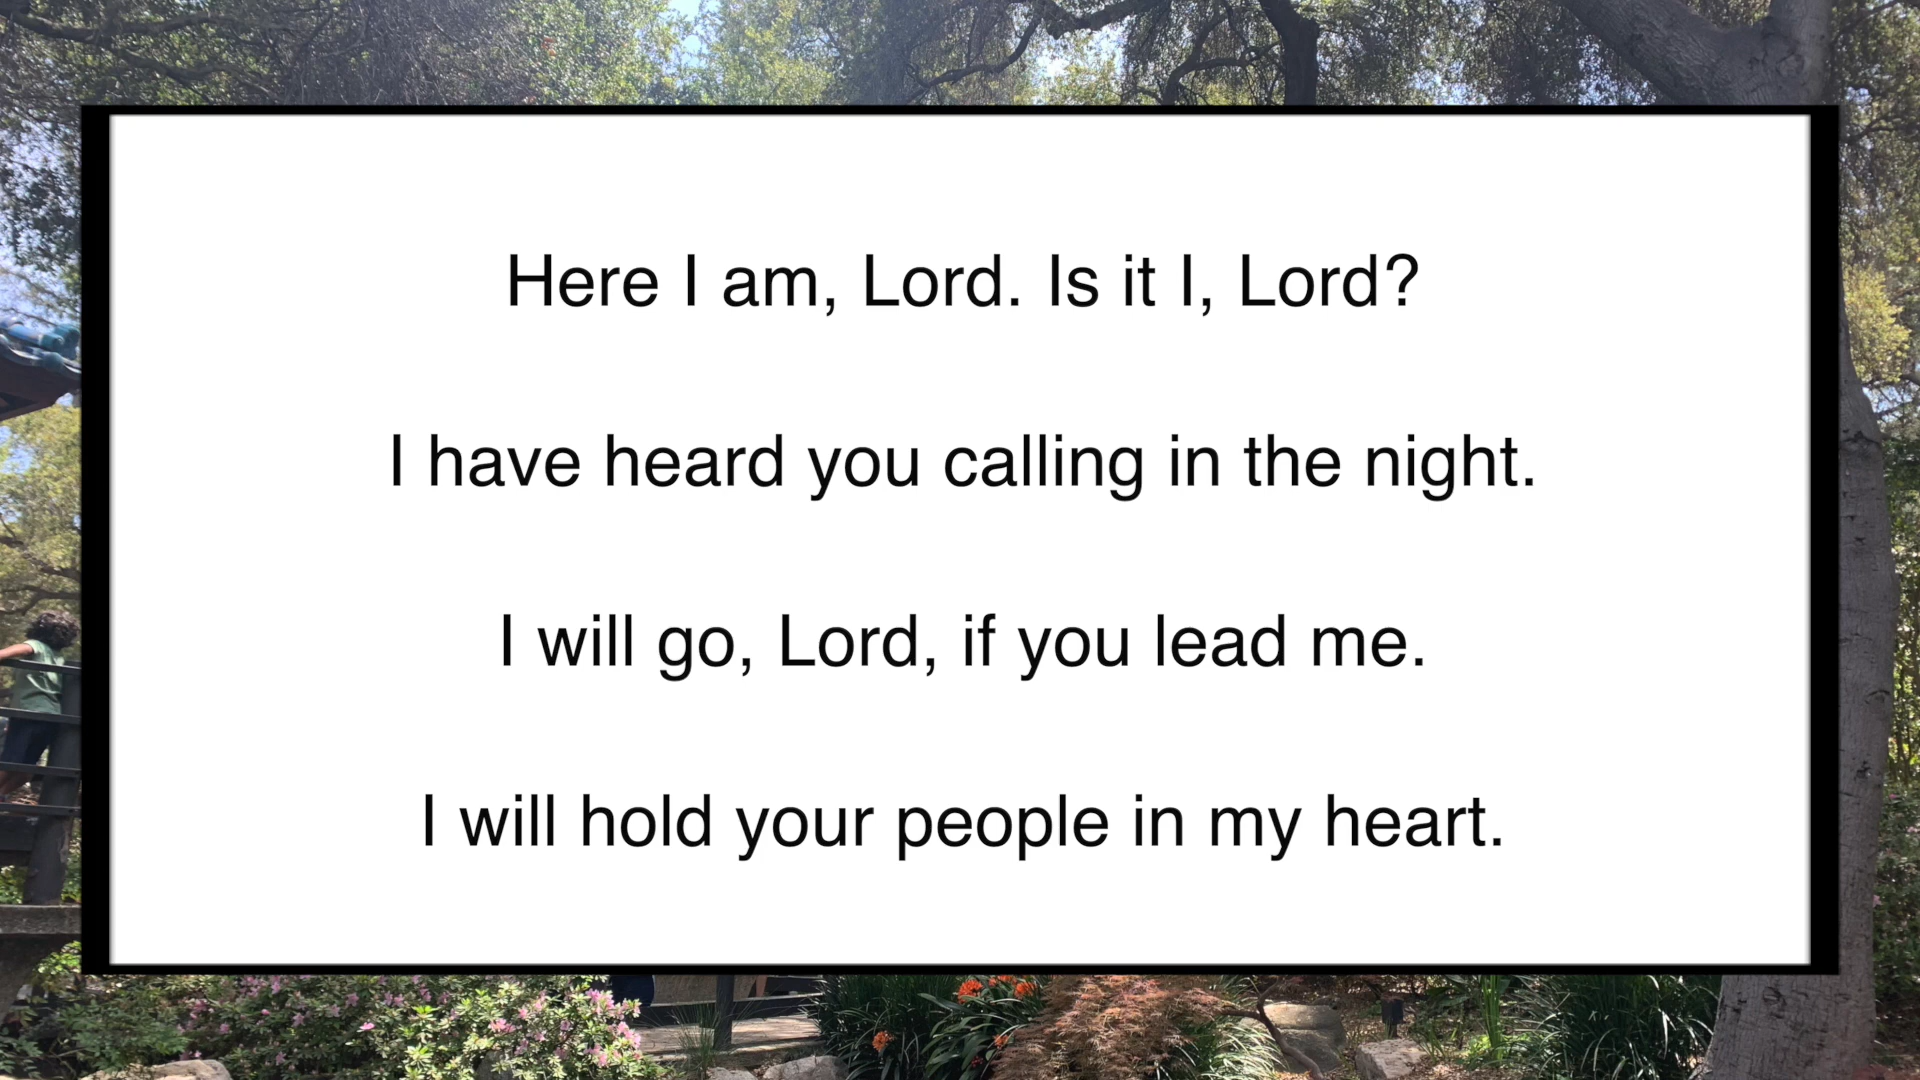 Here I am, Lord. Is it I, Lord?
I have heard you calling in the night.
I will go, Lord, if you lead me.
I will hold your people in my heart.